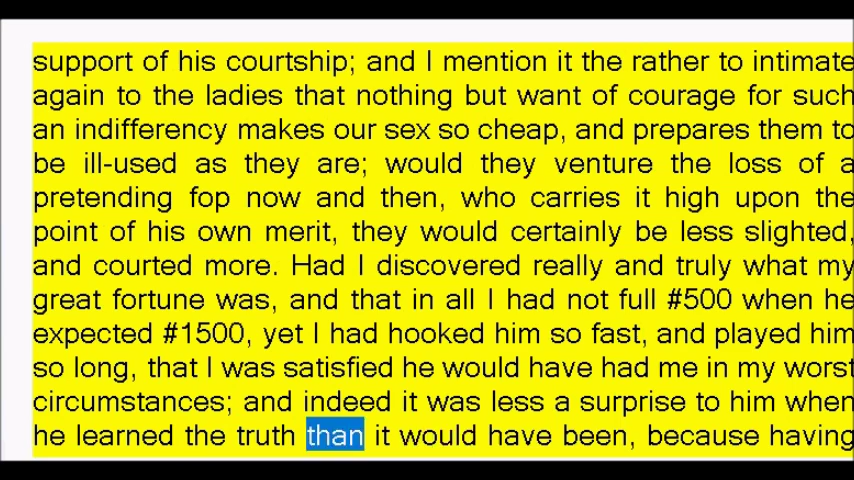 support of his courtship; and I mention it the rather to intimate
again to the ladies that nothing but want of courage for such
an indifferency makes our sex so cheap, and prepares them to
be ill-used as they are; would they venture the loss of a
pretending fop now and then, who carries it high upon the
point of his own merit, they would certainly be less slighted,
and courted more. Had I discovered really and truly what my
great fortune was, and that in all I had not full #500 when he
expected #1500, yet I had hooked him so fast, and played him
so long, that I was satisfied he would have had me in my worst
circumstances; and indeed it was less a surprise to him when
he learned the truth than it would have been, because having